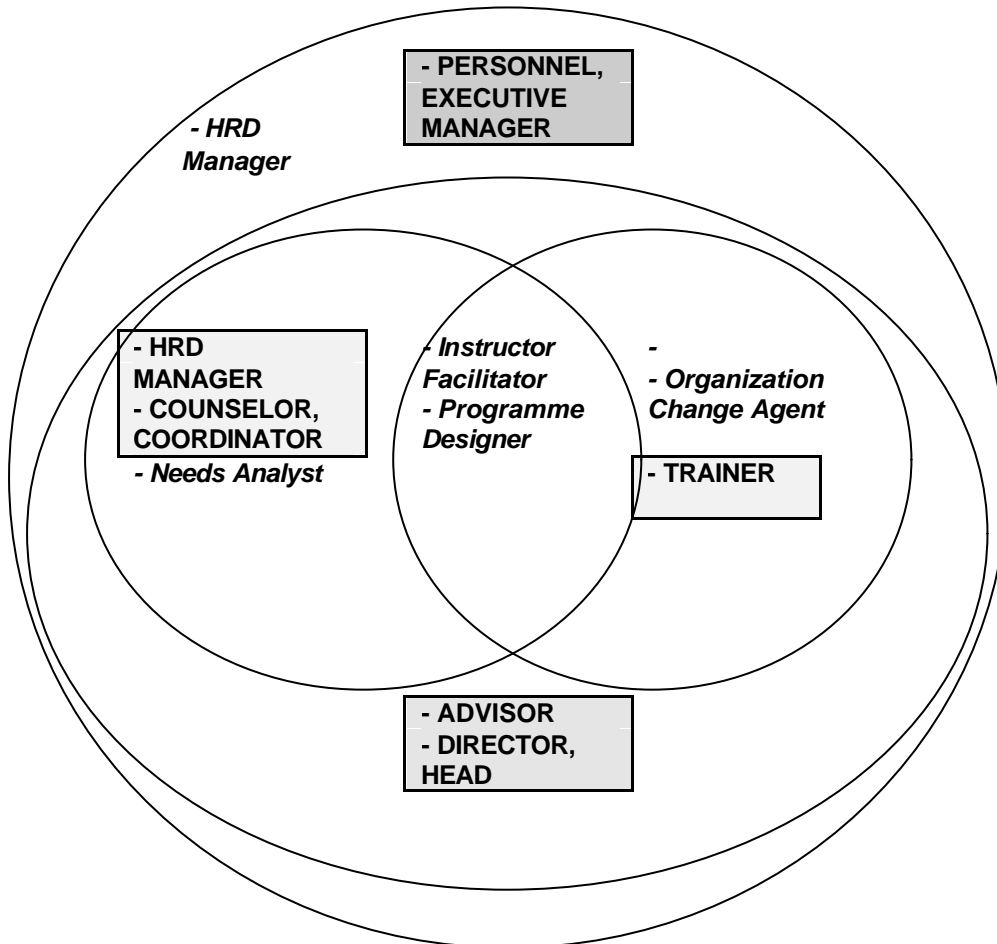 - PERSONNEL,
EXECUTIVE
MANAGER
- HRD
Manager
- HRD
MANAGER
- COUNSELOR,
COORDINATOR
- Needs Analyst
- Instructor
Facilitator
- Programme
Designer
-
- Organization
Change Agent
- TRAINER
- ADVISOR
- DIRECTOR,
HEAD